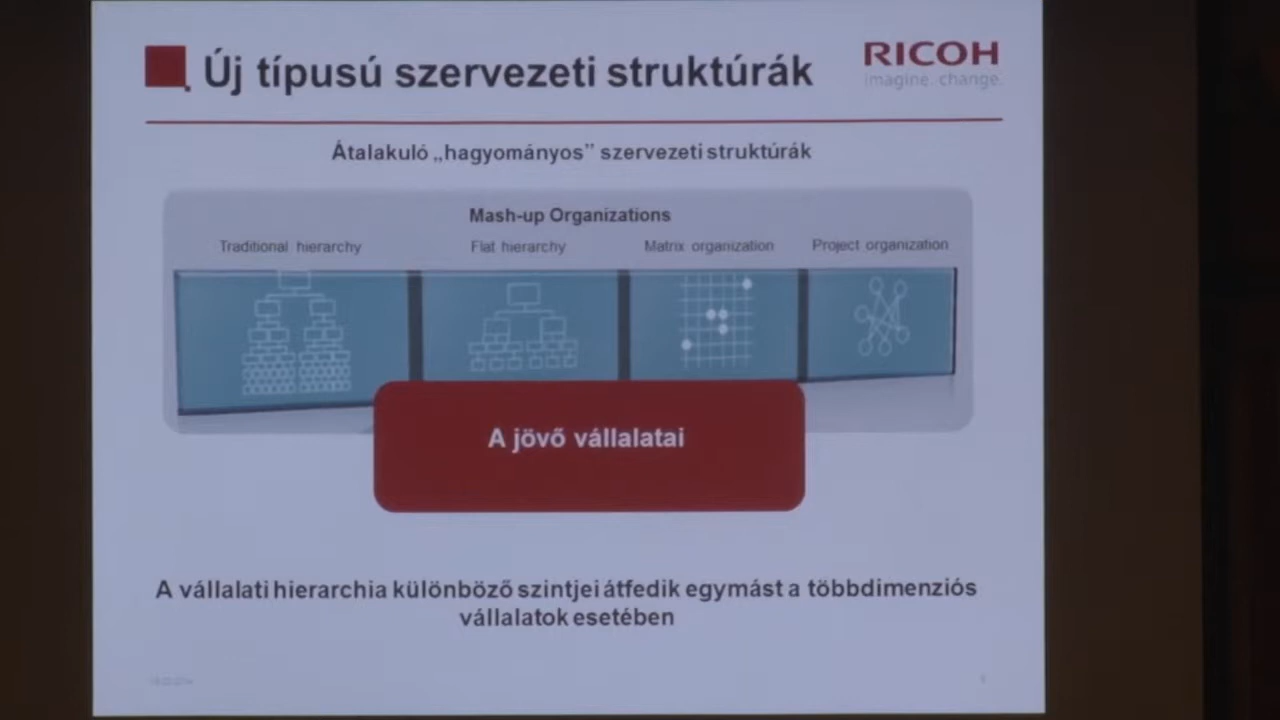 Új típusú szervezeti struktúrák
RICOH
imagine. change.
Átalakuló „hagyományos” szervezeti struktúrák
Mash-up Organizations
Traditional hierarchy
Flat hierarchy
Matrix organization
Project organization
A jövő vállalatai
A vállalati hierarchia különböző szintjei átfedik egymást a többdimenziós
vállalatok esetében